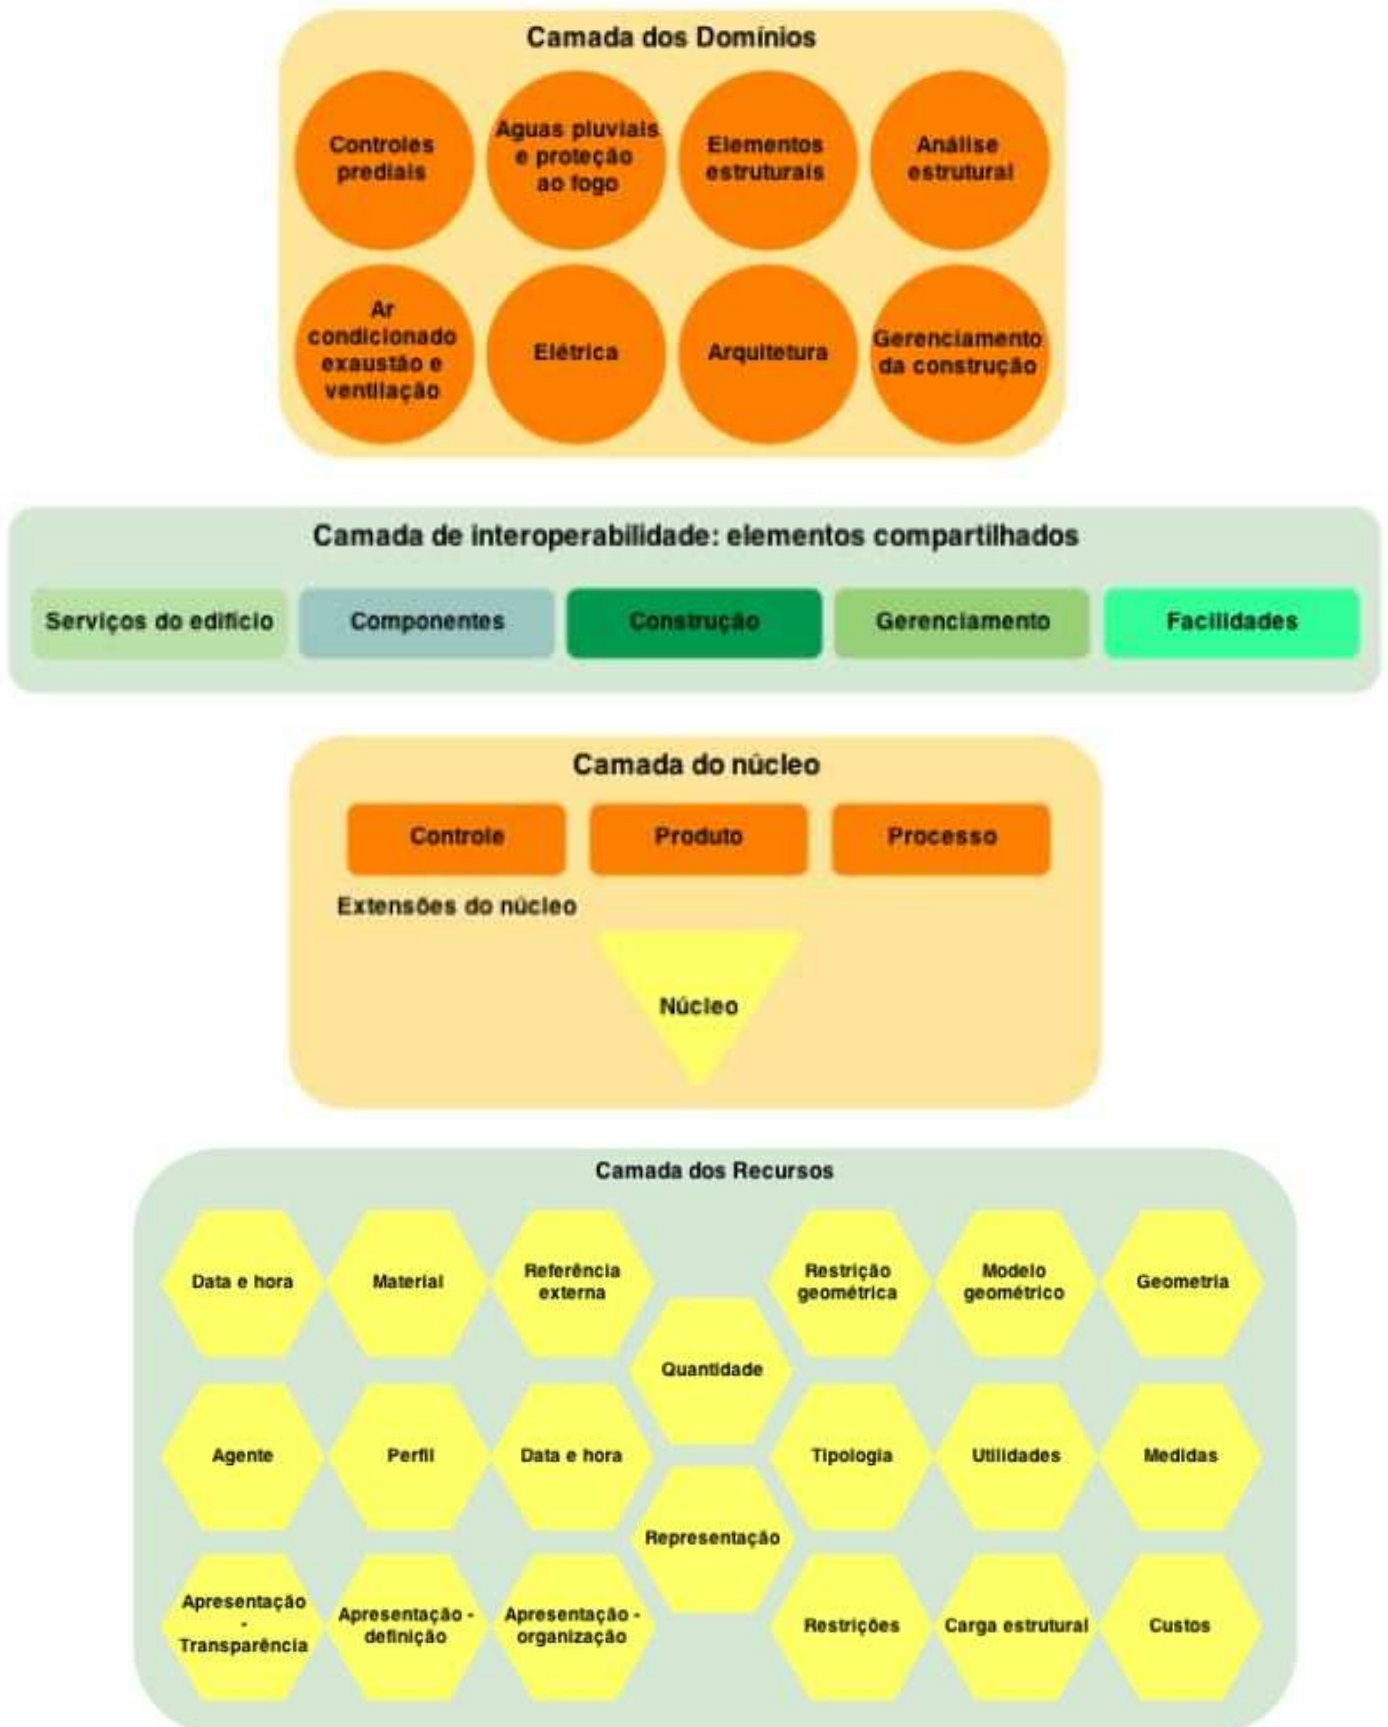 Camada dos Domínios
Controles
prediais
Aguas pluviais
e proteção
ao fogo
Elementos
estruturais
Análise
estrutural
Ar
condicionado
exaustão e
ventilação
Elétrica
Arquitetura
Gerenciamento
da construção
Camada de interoperabilidade: elementos compartilhados
Serviços do edifício
Componentes
Construção
Gerenciamento
Facilidades
Camada do núcleo
Controle
Produto
Processo
Extensões do núcleo
Núcleo
Camada dos Recursos
Data e hora
Material
Referência
externa
Quantidade
Restrição
geométrica
Modelo
geométrico
Geometria
Agente
Perfil
Data e hora
Representação
Tipologia
Utilidades
Medidas
Apresentação
-
Transparência
Apresentação -
definição
Apresentação -
organização
Restrições
Carga estrutural
Custos